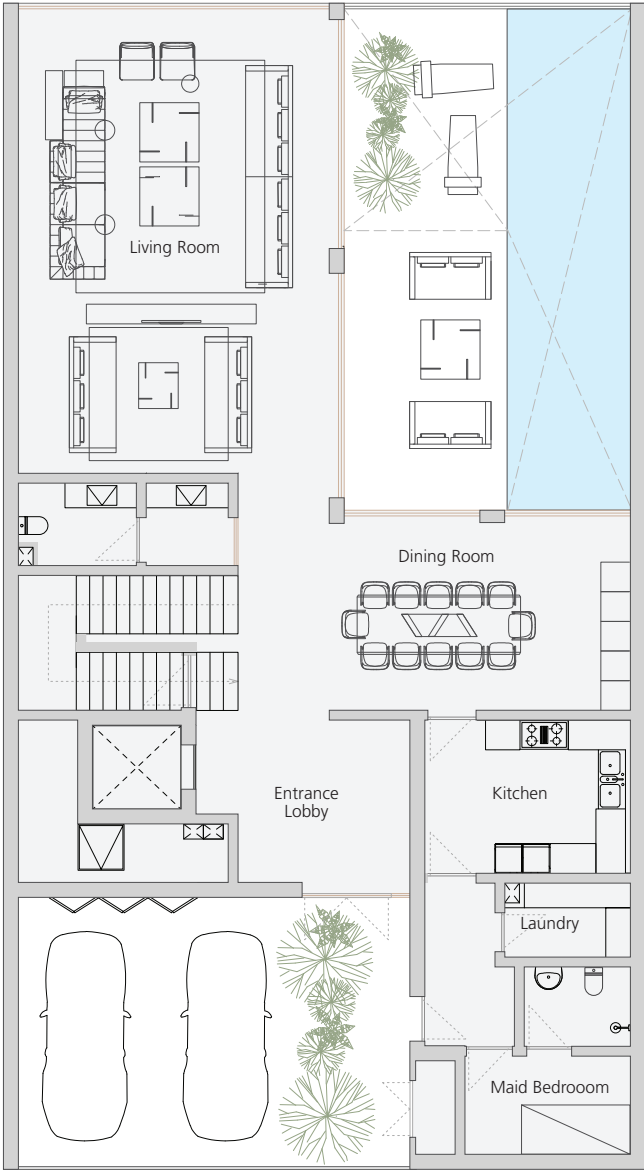 Living Room
Dining Room
Entrance
Lobby
Kitchen
Laundry
Maid Bedrooom